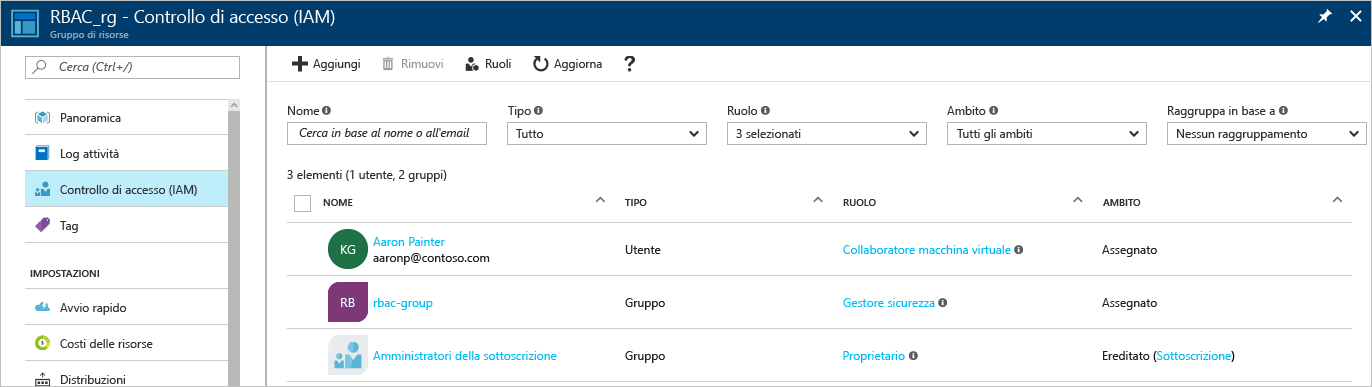 RBAC_rg - Controllo di accesso (IAM)
Gruppo di risorse
Cerca (Ctrl+/)
Panoramica
Log attività
Controllo di accesso (IAM)
Tag
IMPOSTAZIONI
Avvio rapido
Costi delle risorse
Distribuzioni
Aggiungi Rimuovi Ruoli Aggiorna ?
Nome Tipo Ruolo Ambito Raggruppa in base a
Cerca in base al nome o all'email Tutto 3 selezionati Tutti gli ambiti Nessun raggruppamento
3 elementi (1 utente, 2 gruppi)
NOME TIPO RUOLO AMBITO
KG Aaron Painter Utente Collaboratore macchina virtuale Assegnato
aaronp@contoso.com
RB rbac-group Gruppo Gestore sicurezza Assegnato
Amministratori della sottoscrizione Gruppo Proprietario Ereditato (Sottoscrizione)